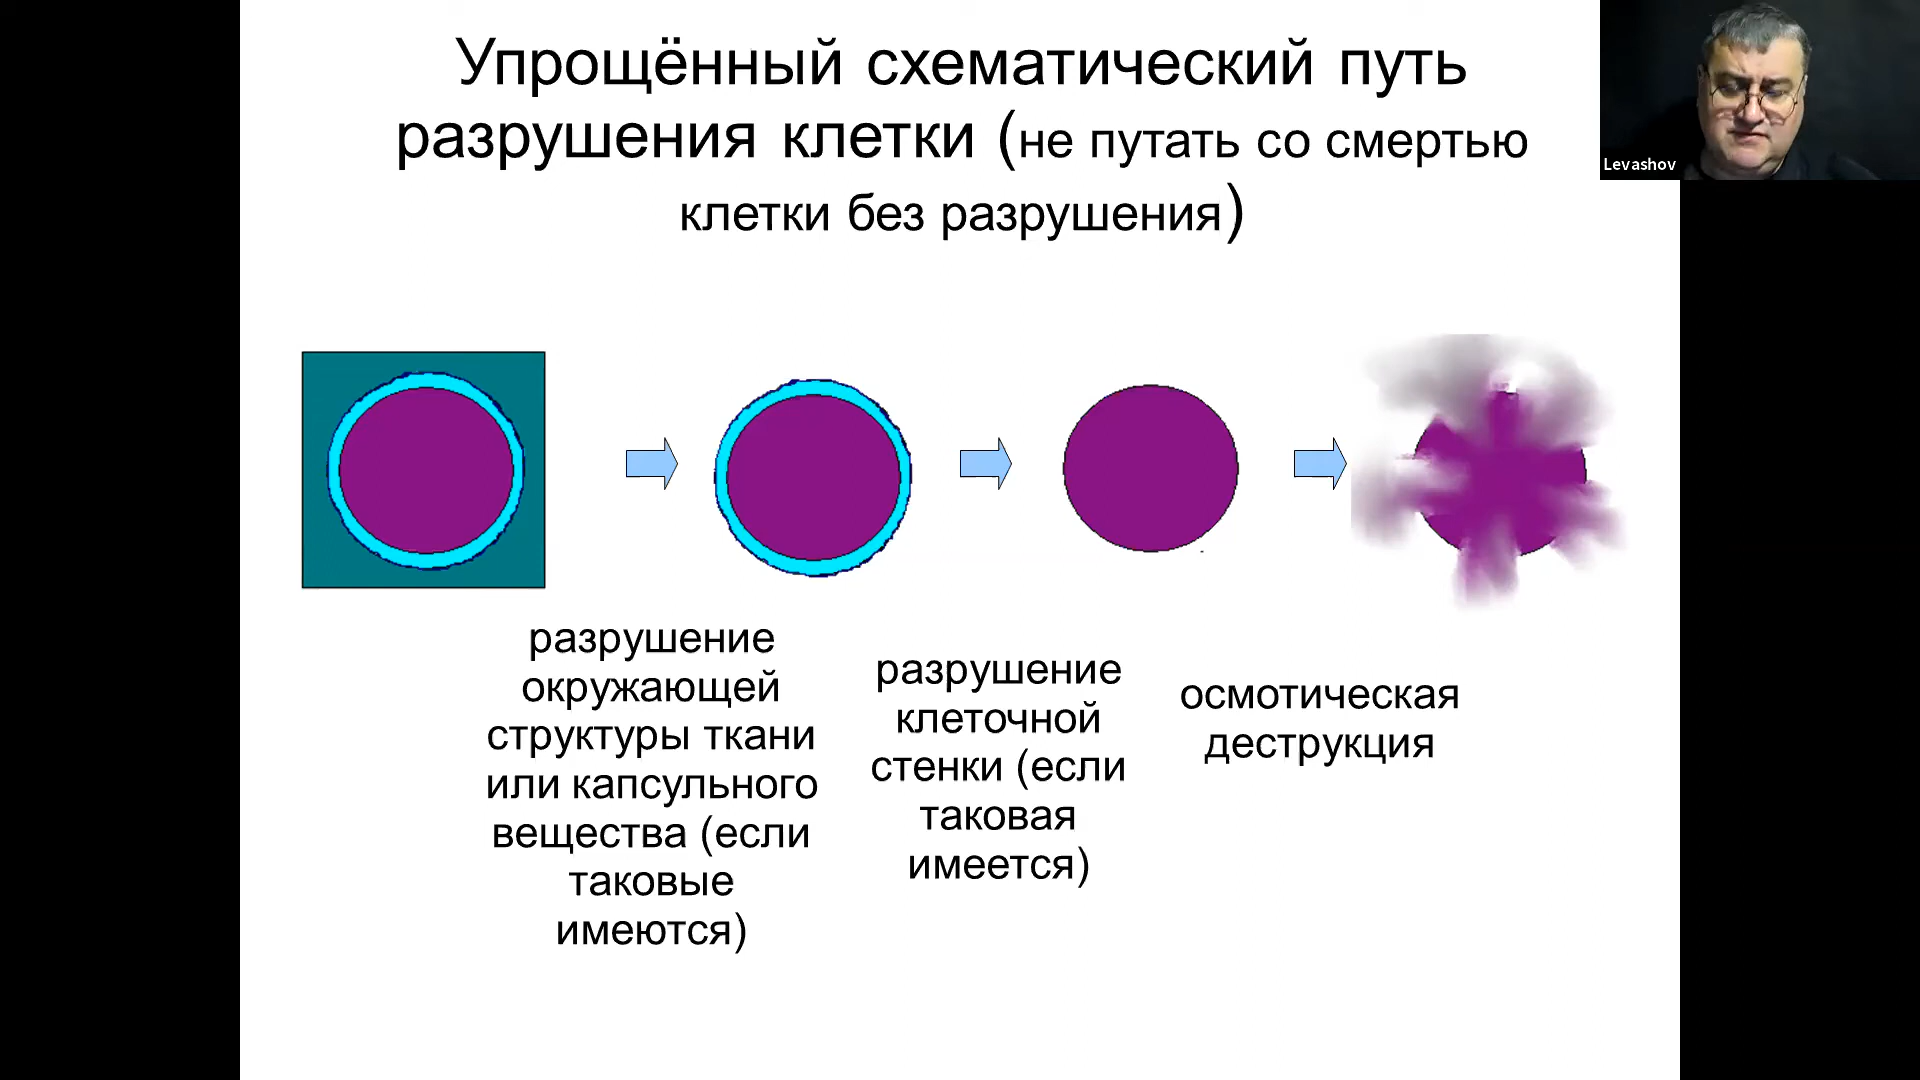 Упрощённый схематический путь
разрушения клетки (не путать со смертью
клетки без разрушения)
Levashov
разрушение
окружающей
структуры ткани
или капсульного
вещества (если
таковые
имеются)
разрушение
клеточной
стенки (если
таковая
имеется)
осмотическая
деструкция